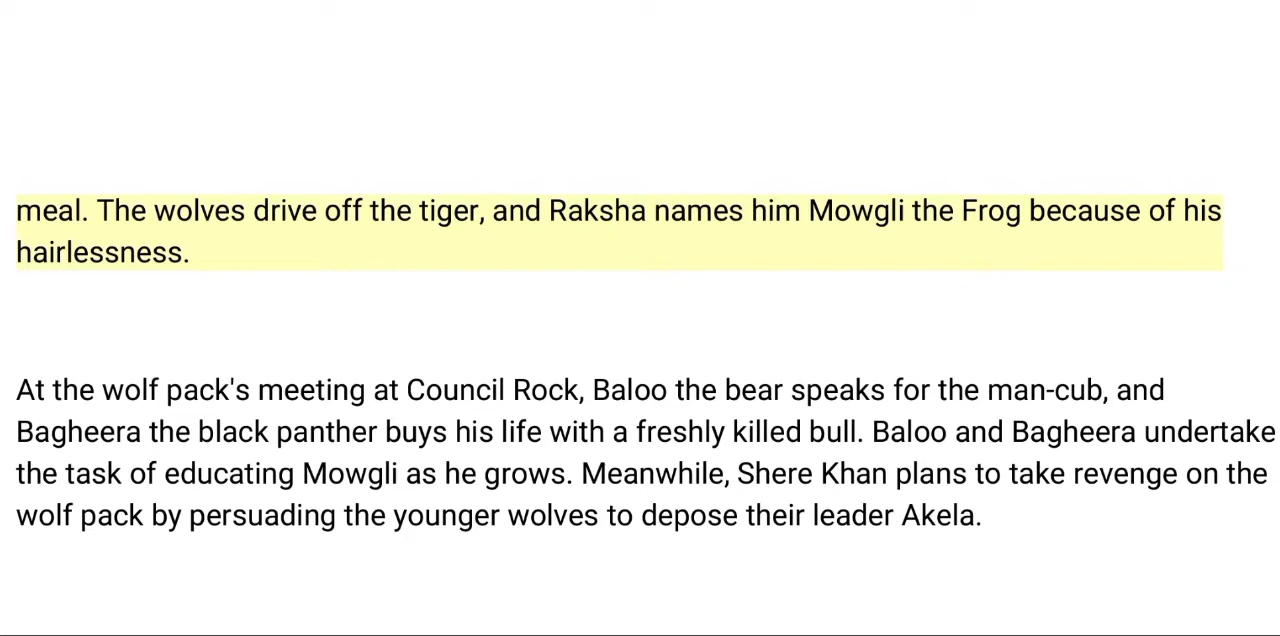 meal. The wolves drive off the tiger, and Raksha names him Mowgli the Frog because of his
hairlessness.
At the wolf pack's meeting at Council Rock, Baloo the bear speaks for the man-cub, and
Bagheera the black panther buys his life with a freshly killed bull. Baloo and Bagheera undertake
the task of educating Mowgli as he grows. Meanwhile, Shere Khan plans to take revenge on the
wolf pack by persuading the younger wolves to depose their leader Akela.